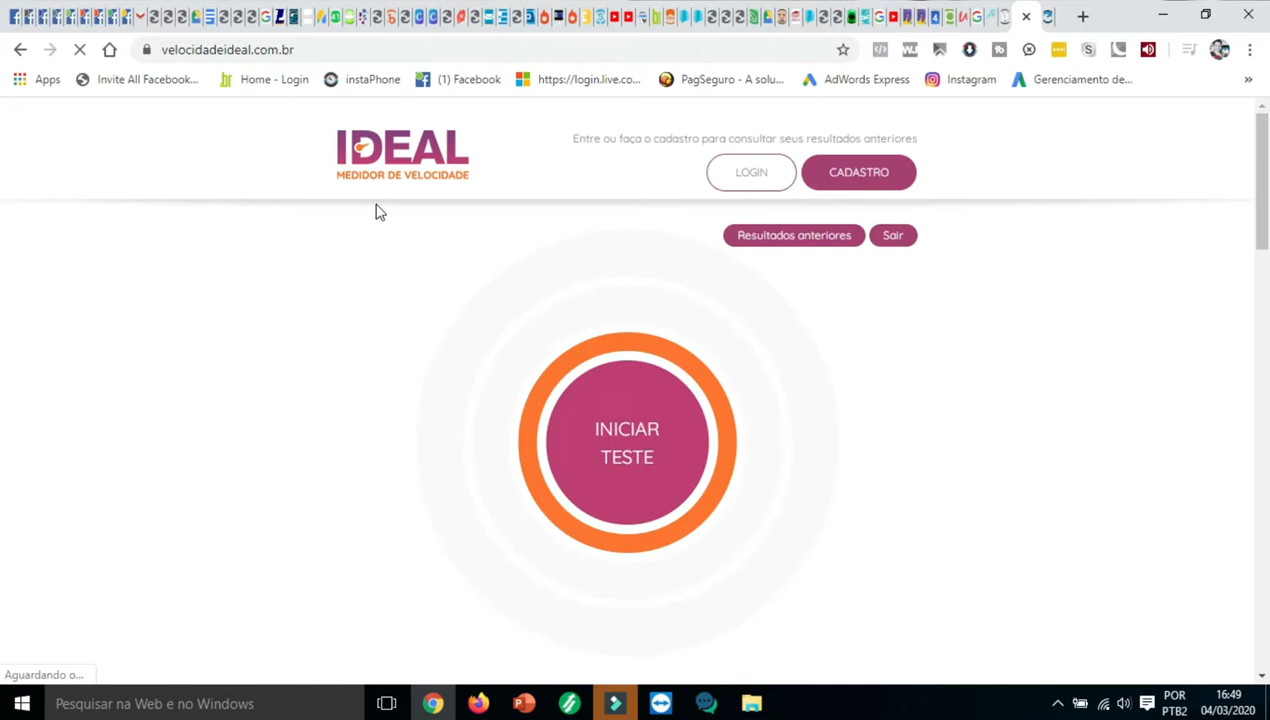 velocidadeideal.com.br
Apps
Invite All Facebook...
Home - Login
instaPhone
(1) Facebook
https://login.live.co...
PagSeguro - A solu...
AdWords Express
Instagram
Gerenciamento de...
IDEAL
MEDIDOR DE VELOCIDADE
Entre ou faça o cadastro para consultar seus resultados anteriores
LOGIN
CADASTRO
Resultados anteriores
Sair
INICIAR
TESTE
Aguardando o...
Pesquisar na Web e no Windows
POR
PTB2
16:49
04/03/2020